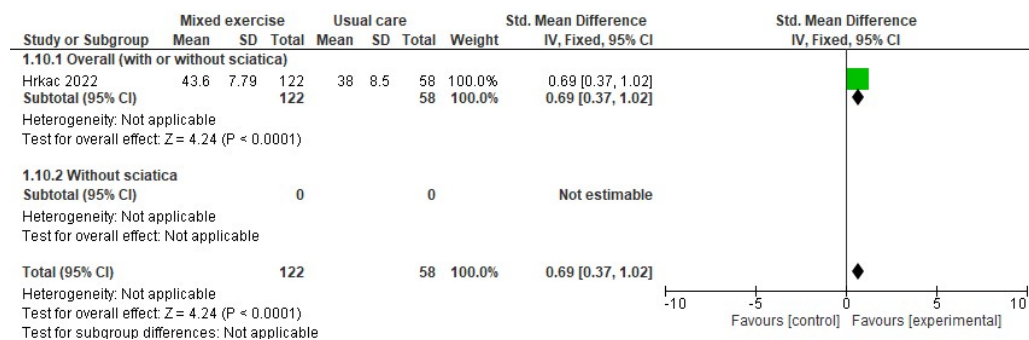 Mixed exercise Usual care Std. Mean Difference Std. Mean Difference
Study or Subgroup Mean SD Total Mean SD Total Weight IV, Fixed, 95% CI IV, Fixed, 95% CI
1.10.1 Overall (with or without sciatica)
Hrkac 2022 43.6 7.79 122 38 8.5 58 100.0% 0.69 [0.37, 1.02]
Subtotal (95% CI) 122 58 100.0% 0.69 [0.37, 1.02]
Heterogeneity: Not applicable
Test for overall effect: Z = 4.24 (P < 0.0001)
1.10.2 Without sciatica
Subtotal (95% CI) 0 0 Not estimable
Heterogeneity: Not applicable
Test for overall effect: Not applicable
Total (95% CI) 122 58 100.0% 0.69 [0.37, 1.02]
Heterogeneity: Not applicable
Test for overall effect: Z = 4.24 (P < 0.0001)
Test for subgroup differences: Not applicable
-10 -5 0 5 10
Favours [control] Favours [experimental]